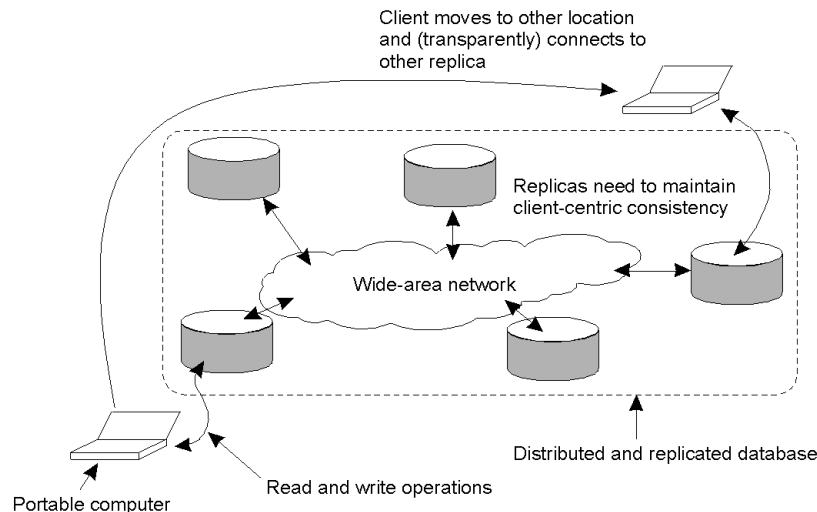 Client moves to other location
and (transparently) connects to
other replica
Replicas need to maintain
client-centric consistency
Wide-area network
Distributed and replicated database
Read and write operations
Portable computer